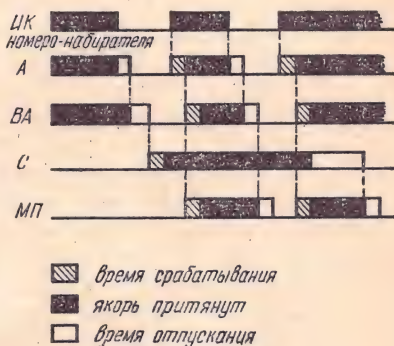 ИК
номеро-набирателя
А
ВА
С
МП
время срабатывания
якорь притянут
время отпускания